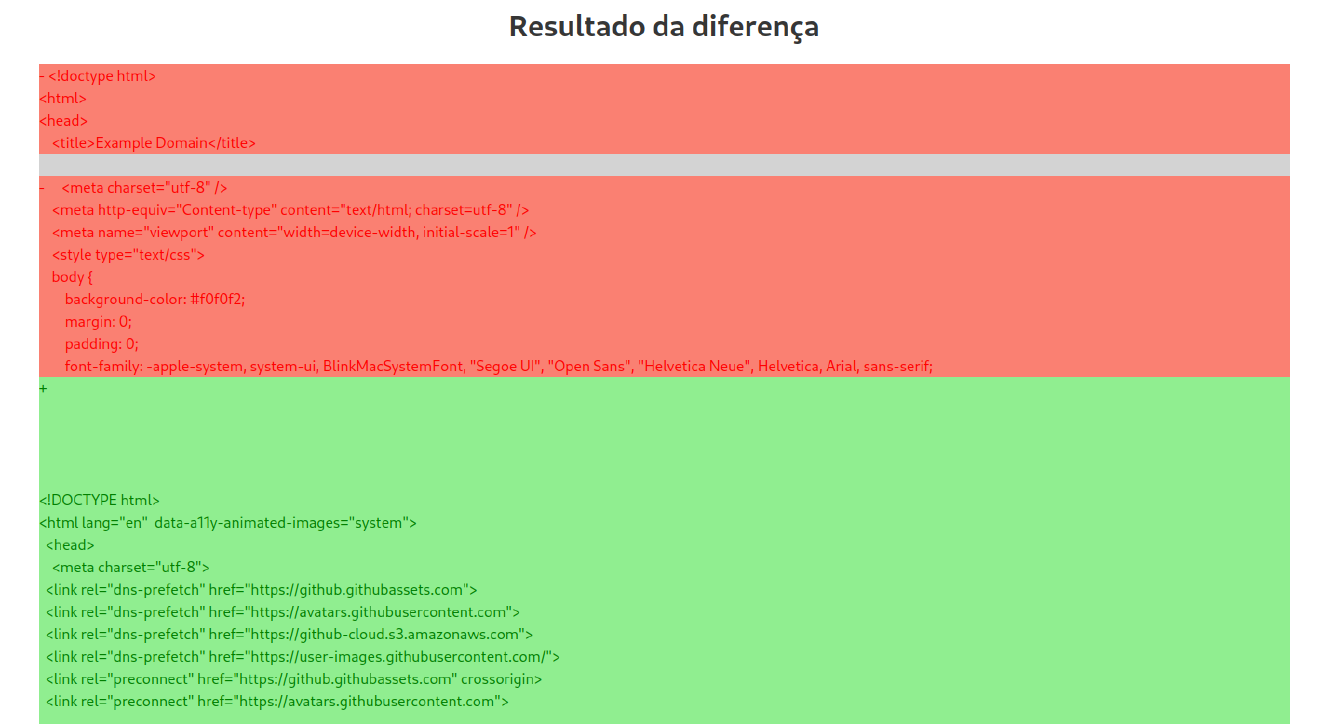 Resultado da diferença
- <!doctype html>
<html>
<head>
    <title>Example Domain</title>
-     <meta charset="utf-8" />
    <meta http-equiv="Content-type" content="text/html; charset=utf-8" />
    <meta name="viewport" content="width=device-width, initial-scale=1" />
    <style type="text/css">
    body {
        background-color: #f0f0f2;
        margin: 0;
        padding: 0;
        font-family: -apple-system, system-ui, BlinkMacSystemFont, "Segoe UI", "Open Sans", "Helvetica Neue", Helvetica, Arial, sans-serif;
+
<!DOCTYPE html>
<html lang="en"  data-a11y-animated-images="system">
  <head>
    <meta charset="utf-8">
  <link rel="dns-prefetch" href="https://github.githubassets.com">
  <link rel="dns-prefetch" href="https://avatars.githubusercontent.com">
  <link rel="dns-prefetch" href="https://github-cloud.s3.amazonaws.com">
  <link rel="dns-prefetch" href="https://user-images.githubusercontent.com/">
  <link rel="preconnect" href="https://github.githubassets.com" crossorigin>
  <link rel="preconnect" href="https://avatars.githubusercontent.com">